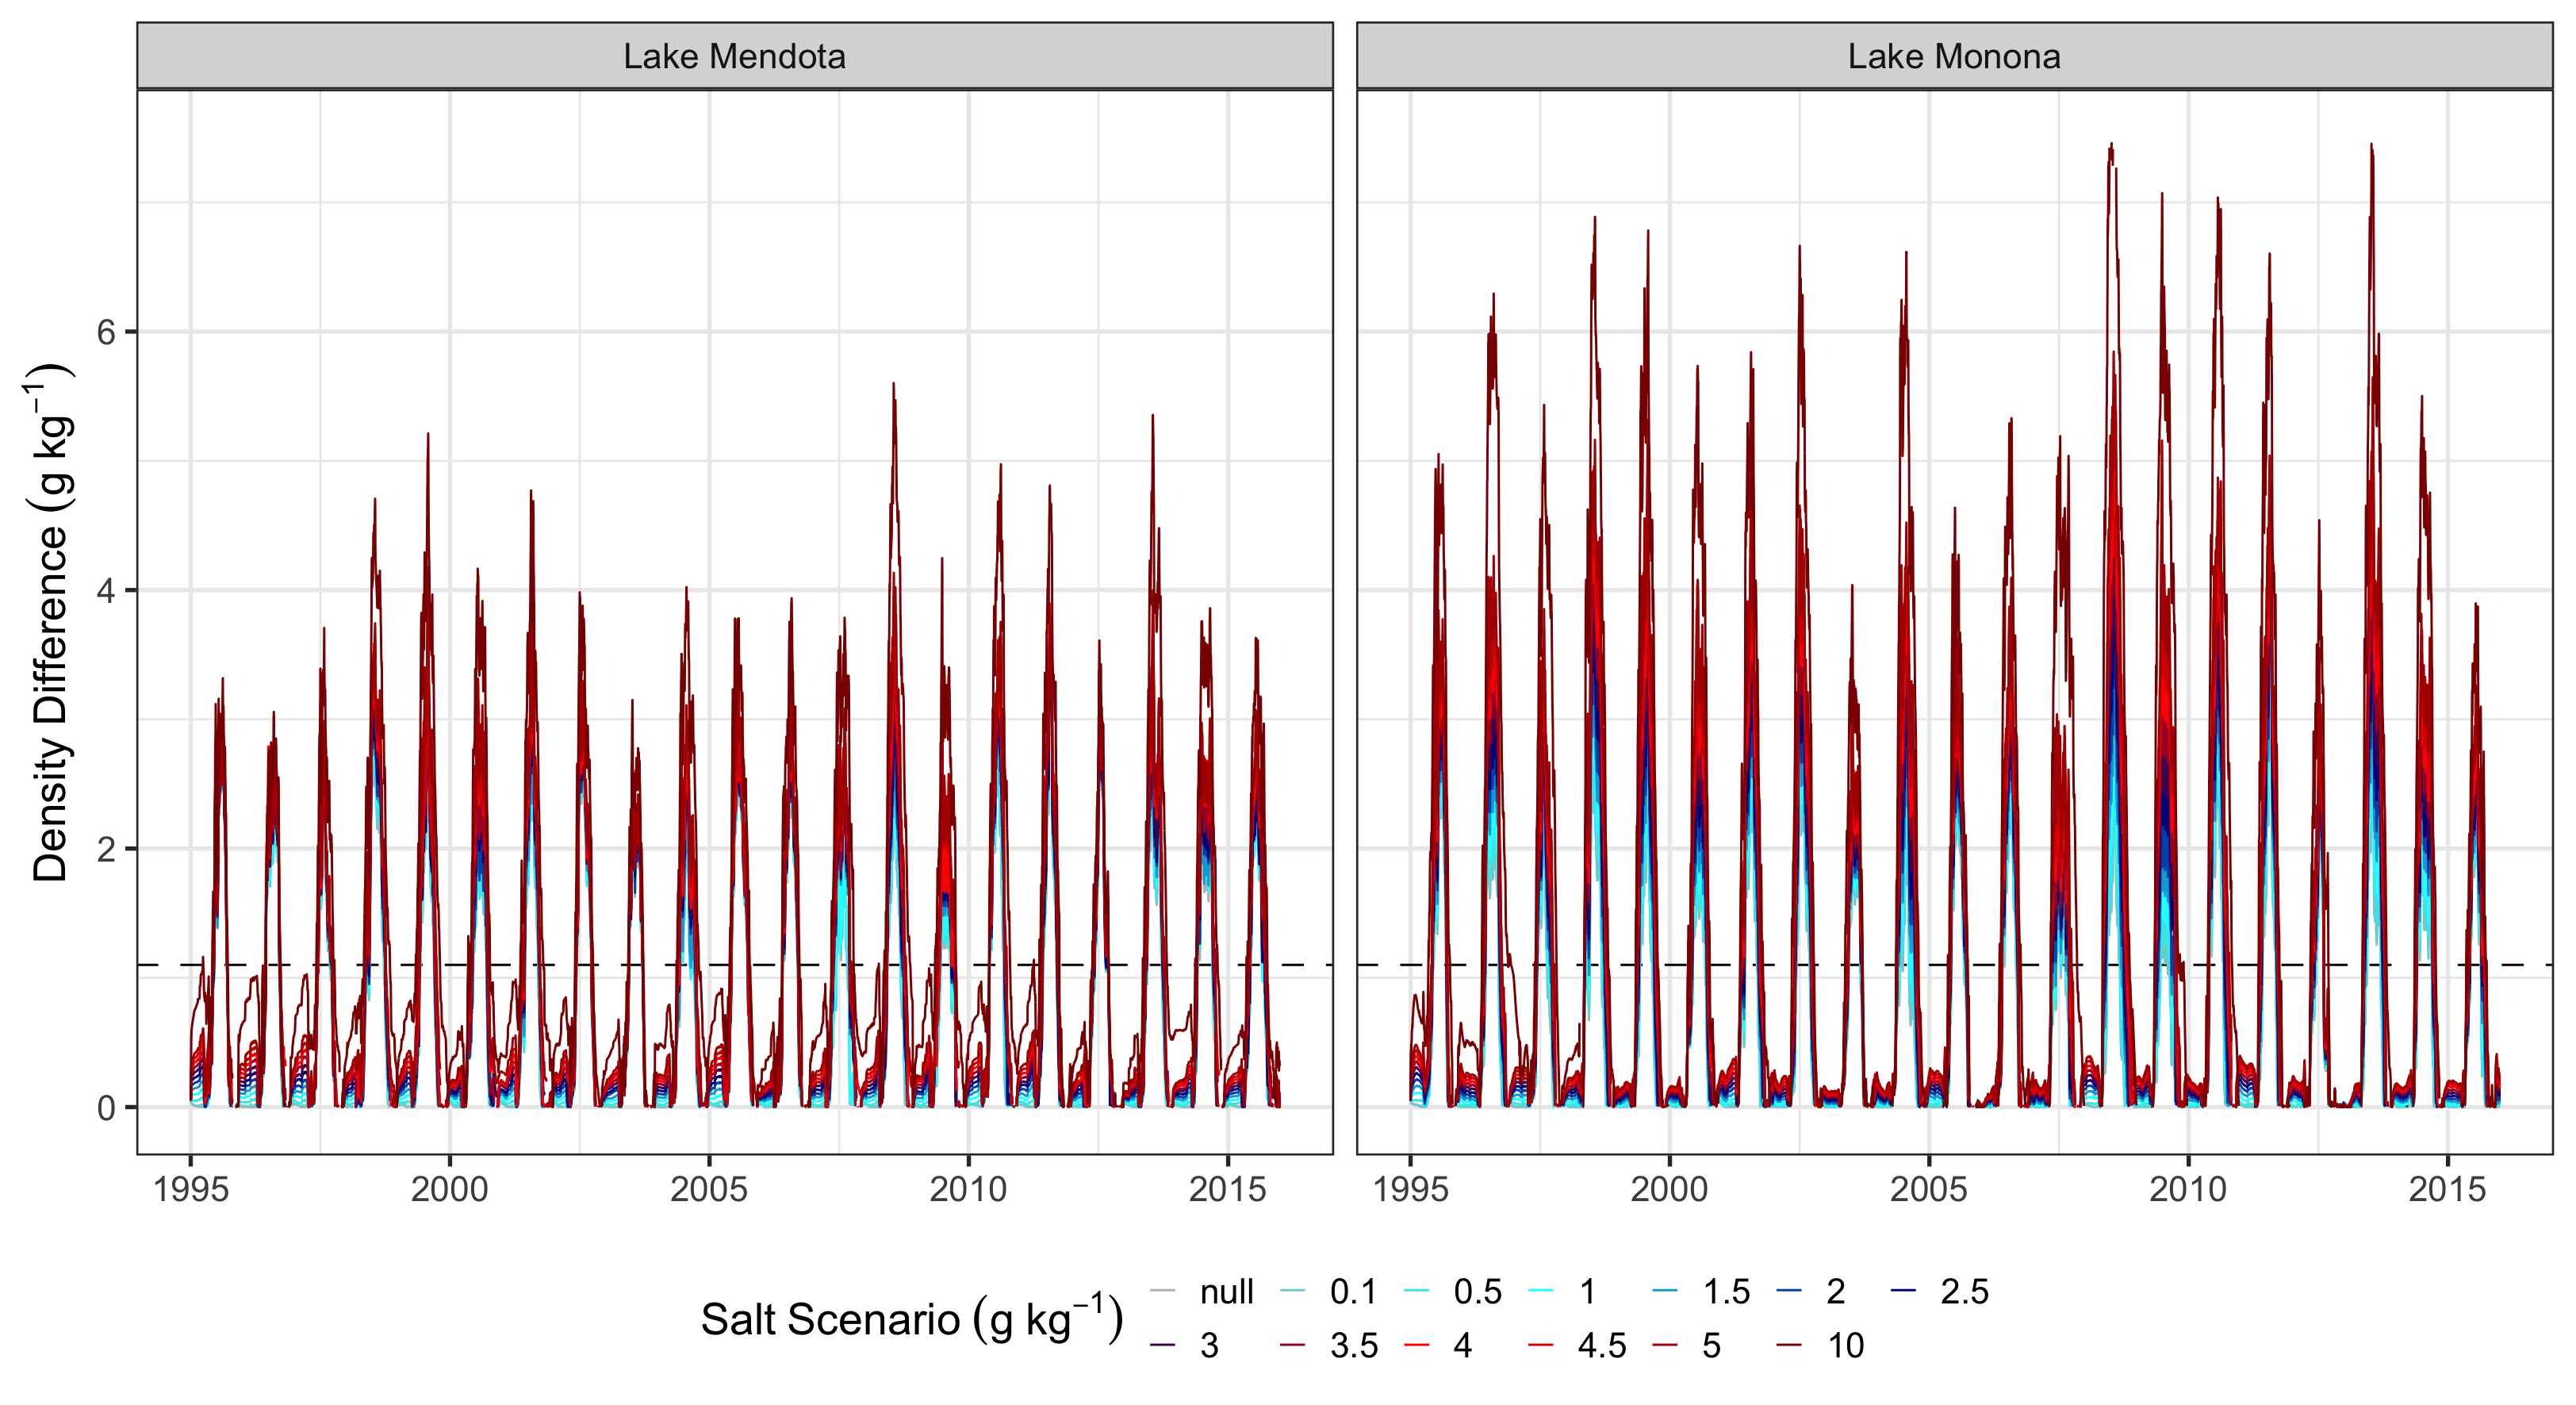 Lake Mendota
Lake Monona
Density Difference (g kg⁻¹)
6
4
2
0
1995 2000 2005 2010 2015
1995 2000 2005 2010 2015
Salt Scenario (g kg⁻¹)
null 0.1 0.5 1 1.5 2 2.5
3 3.5 4 4.5 5 10